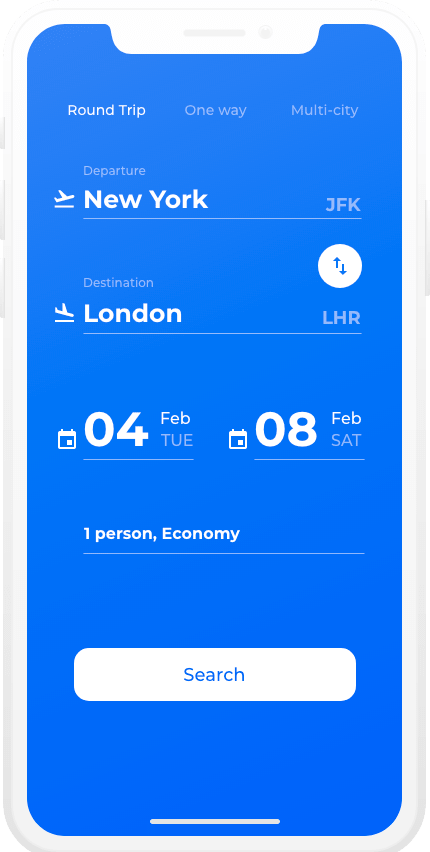 Round Trip One way Multi-city
Departure
New York JFK
Destination
London LHR
04 Feb TUE 08 Feb SAT
1 person, Economy
Search